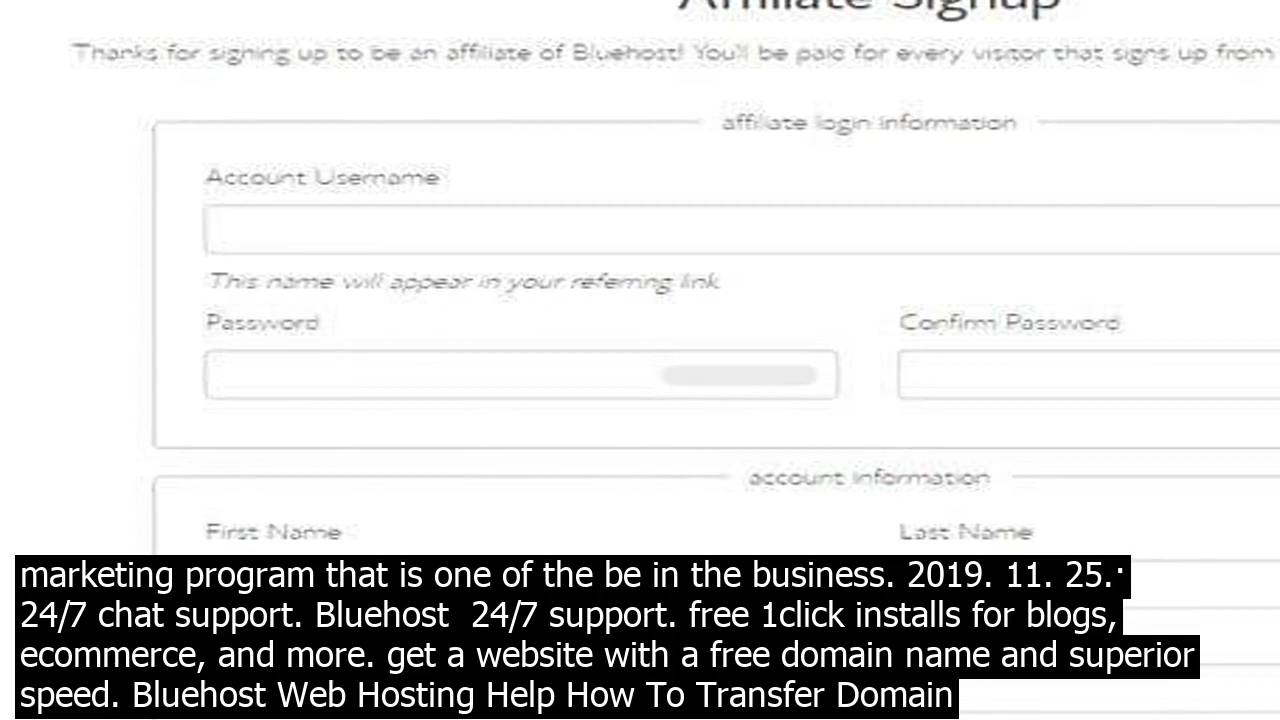 Affiliate Signup
Thanks for signing up to be an affiliate of Bluehost! You'll be paid for every visitor that signs up from
affiliate login information
Account Username
This name will appear in your referring link
Password
Confirm Password
account information
First Name
Last Name
marketing program that is one of the be in the business. 2019. 11. 25.·
24/7 chat support. Bluehost  24/7 support. free 1click installs for blogs,
ecommerce, and more. get a website with a free domain name and superior
speed. Bluehost Web Hosting Help How To Transfer Domain